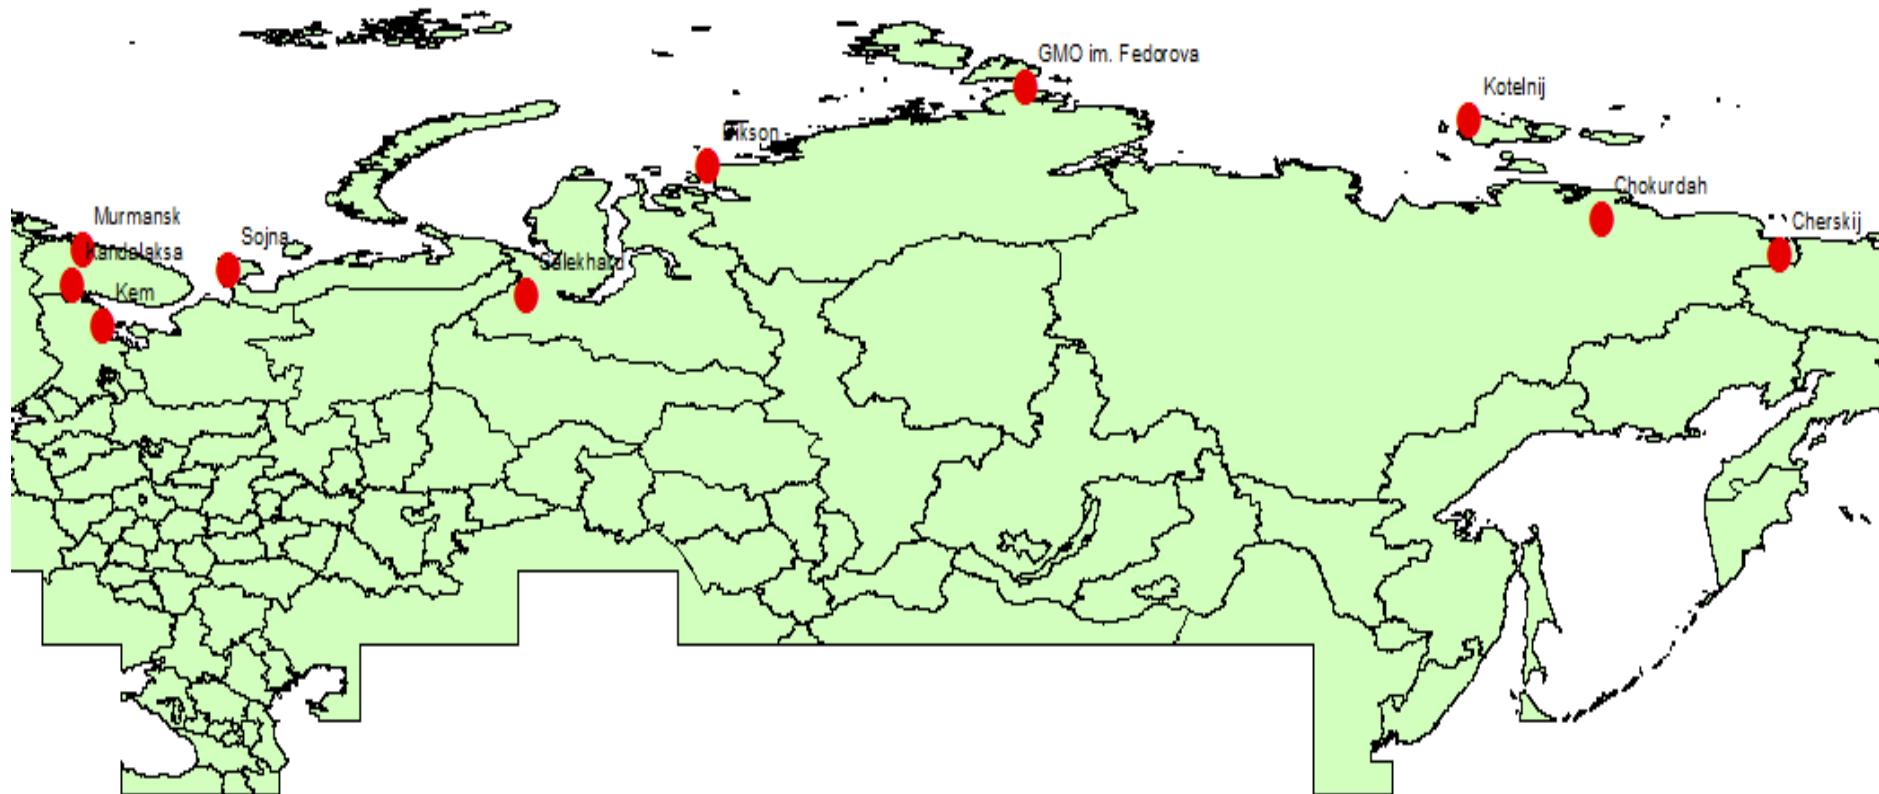 GMO im. Fedorova
Kotelnij
Dikson
Chokurdah
Murmansk
Cherskij
Sojna
Kandalaksa
Salekhard
Kem